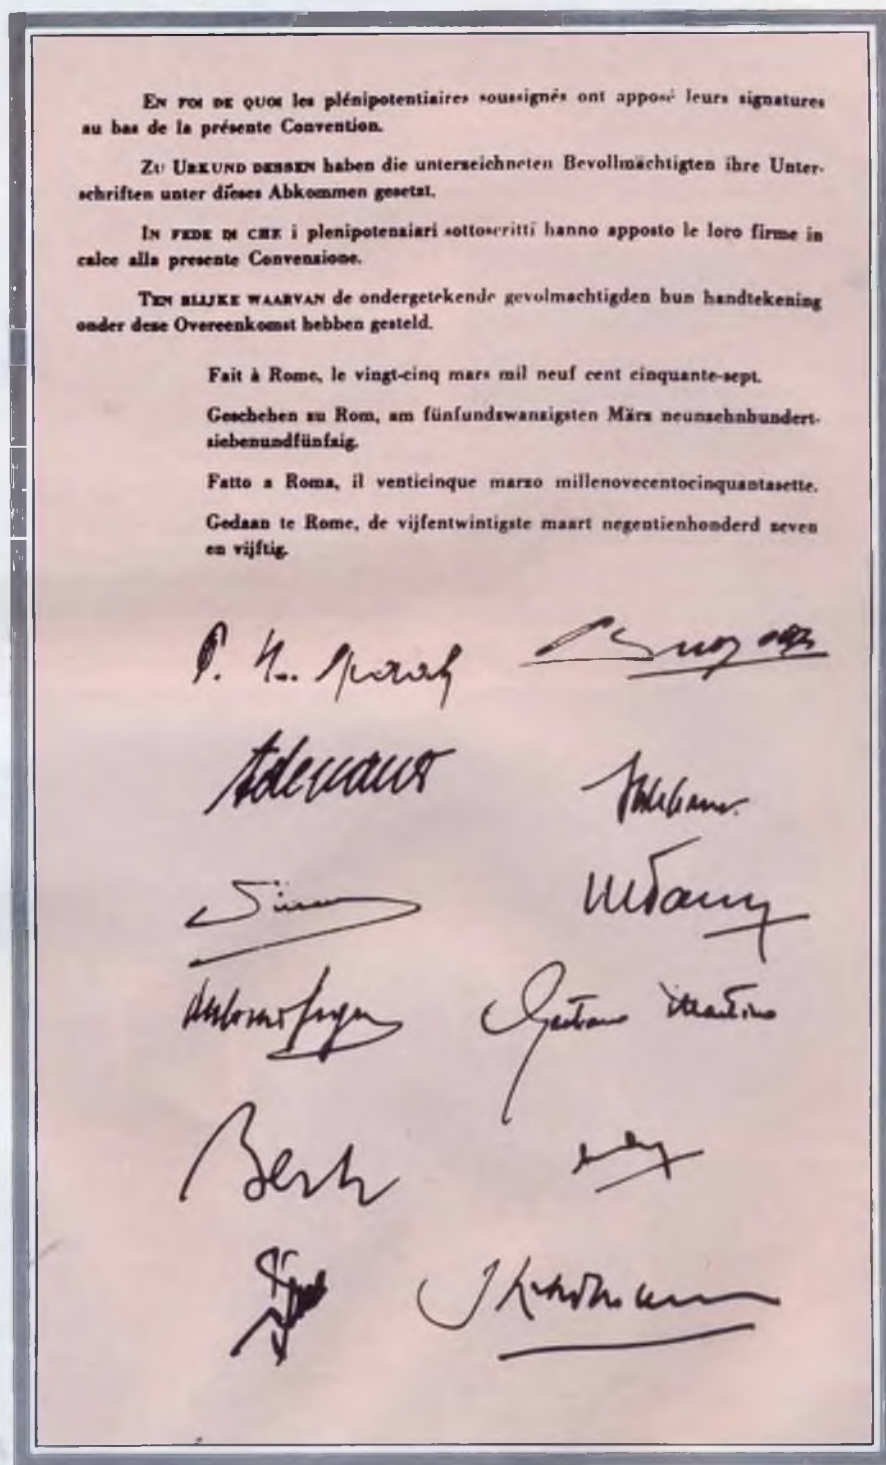 EN FOI DE QUOI les plénipotentiaires soussignés ont apposé leurs signatures
au bas de la présente Convention.
ZU URKUND DESSEN haben die unterzeichneten Bevollmächtigten ihre Unter-
schriften unter dieses Abkommen gesetzt.
IN FEDE DI CHE i plenipotenziari sottoscritti hanno apposto le loro firme in
calce alla presente Convenzione.
TEN BLIJKE WAARVAN de ondergetekende gevolmachtigden hun handtekening
onder deze Overeenkomst hebben gesteld.
Fait à Rome, le vingt-cinq mars mil neuf cent cinquante-sept.
Geschehen zu Rom, am fünfundzwanzigsten März neunzehnhundert-
siebenundfünfzig.
Fatto a Roma, il venticinque marzo millenovecentocinquantasette.
Gedaan te Rome, de vijfentwintigste maart negentienhonderd zeven
en vijftig.
P. H. Spaak
Adenauer
Gaetano Martino
Bech